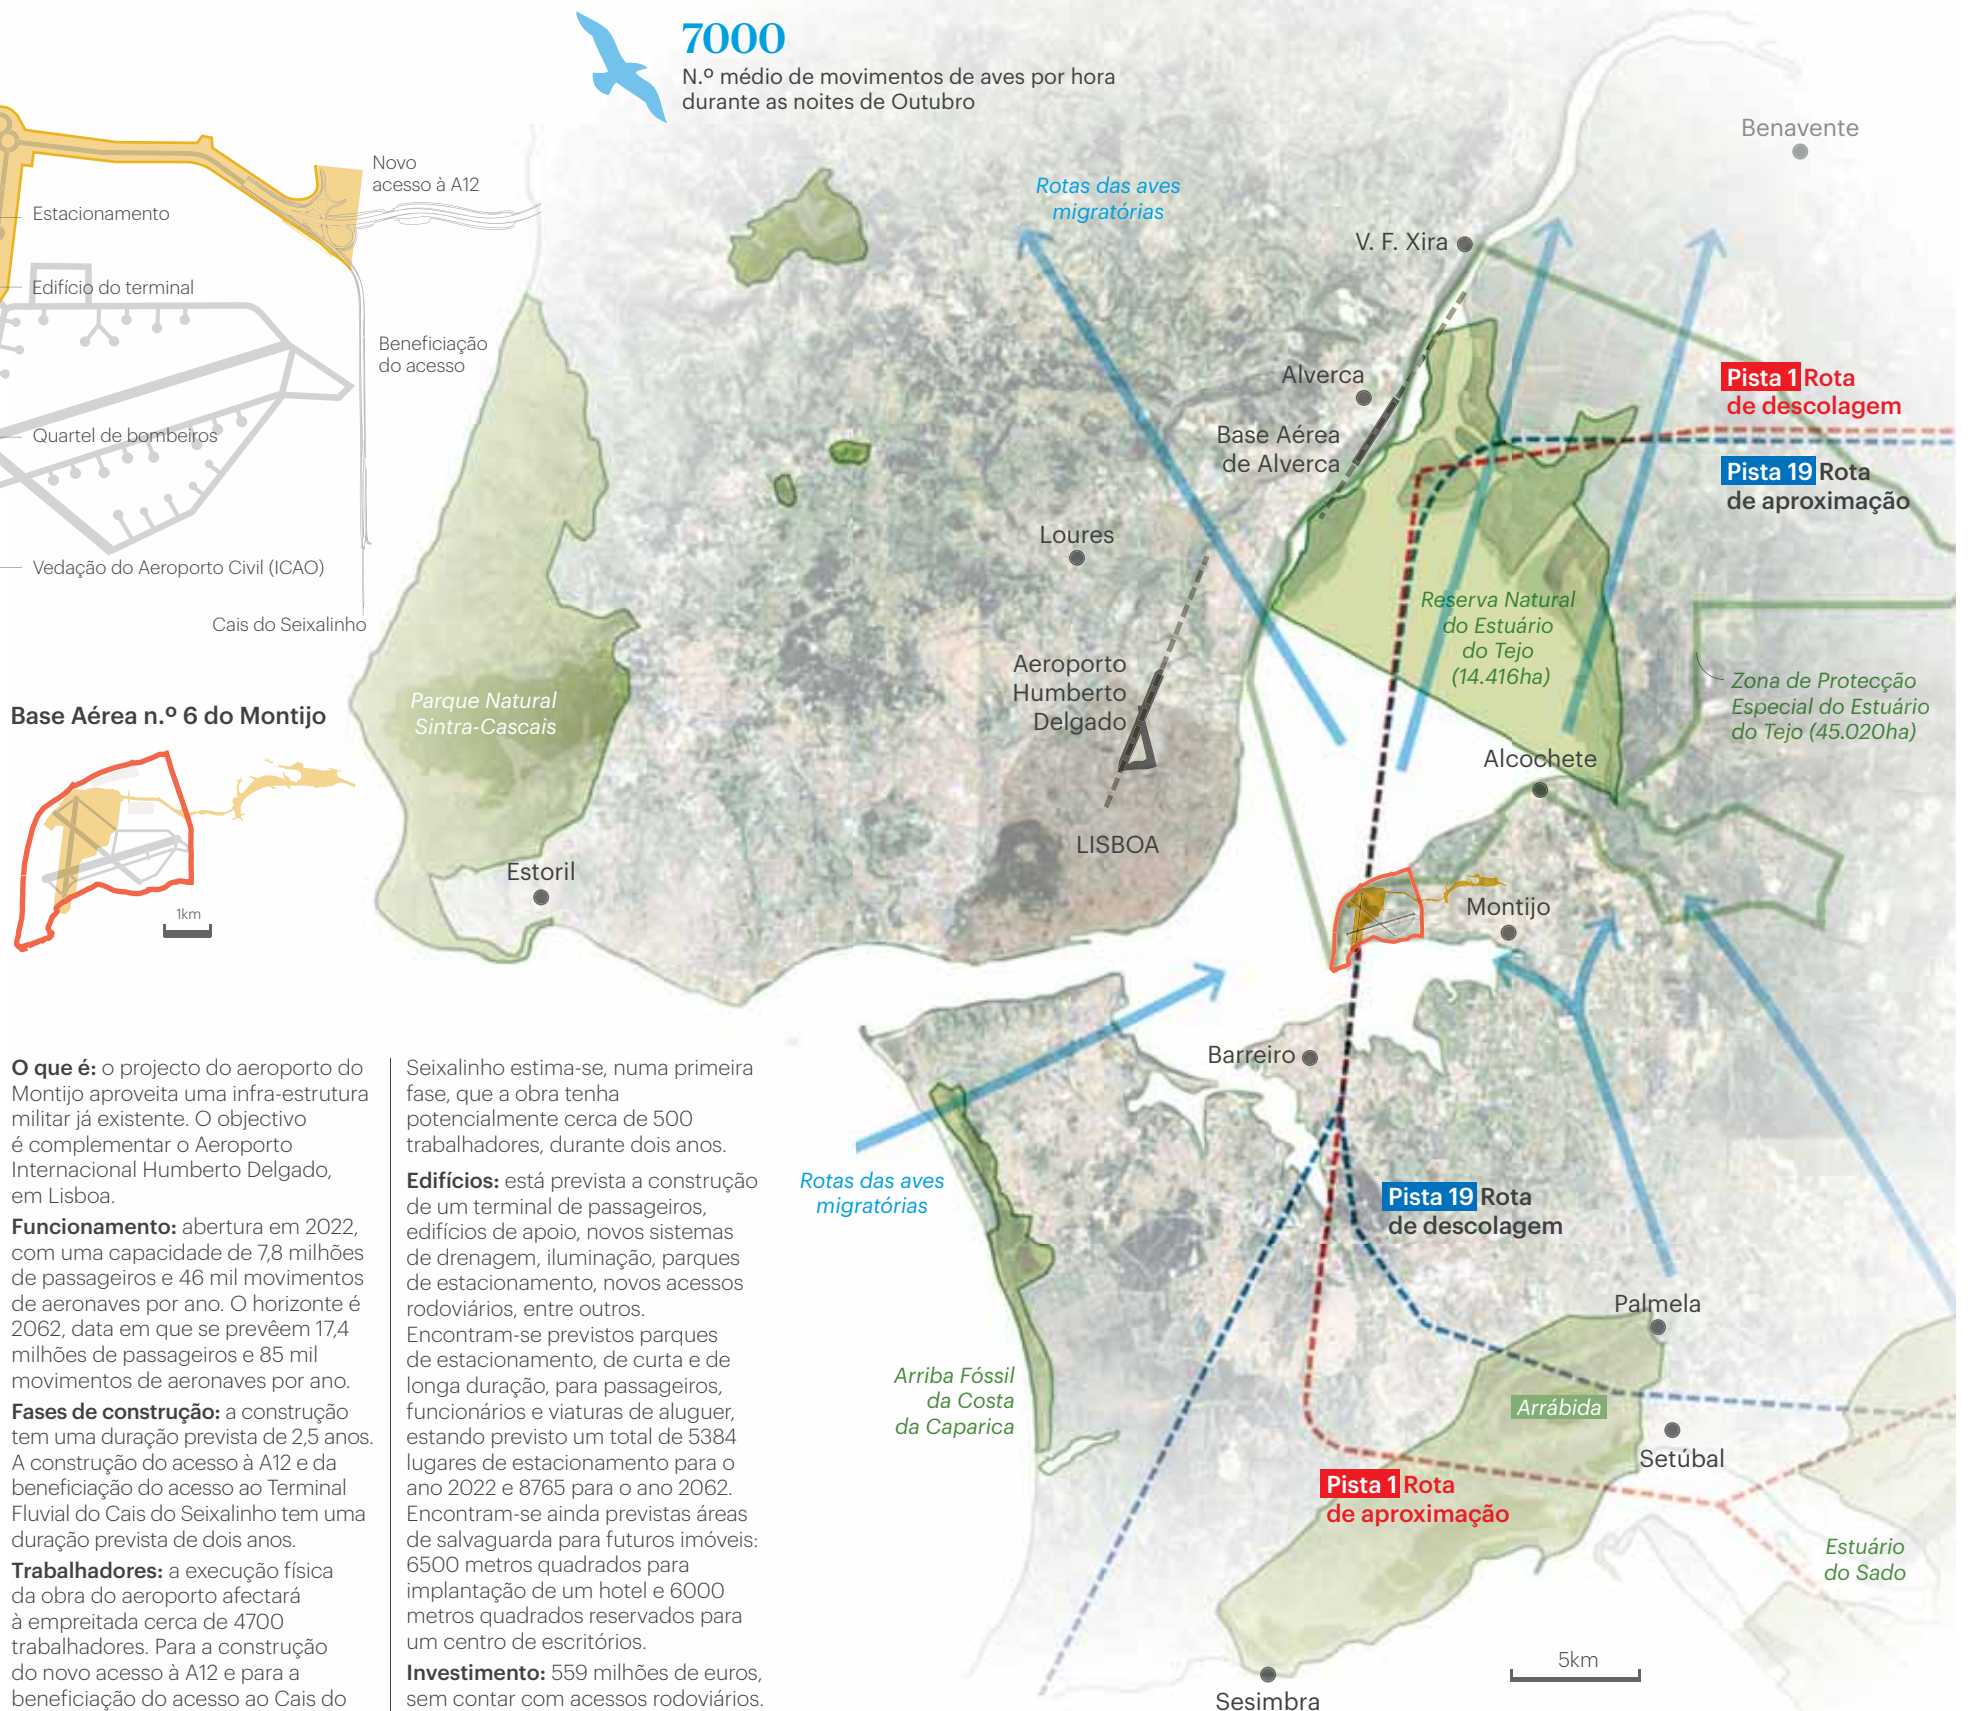 7000
N.º médio de movimentos de aves por hora
durante as noites de Outubro
Novo
acesso à A12
Estacionamento
Edifício do terminal
Beneficiação
do acesso
Quartel de bombeiros
Vedação do Aeroporto Civil (ICAO)
Cais do Seixalinho
Base Aérea n.º 6 do Montijo
1km
Rotas das aves
migratórias
Benavente
V. F. Xira
Alverca
Base Aérea
de Alverca
Pista 1 Rota
de descolagem
Pista 19 Rota
de aproximação
Loures
Reserva Natural
do Estuário
do Tejo
(14.416ha)
Aeroporto
Humberto
Delgado
Zona de Protecção
Especial do Estuário
do Tejo (45.020ha)
Parque Natural
Sintra-Cascais
Alcochete
LISBOA
Estoril
Montijo
Barreiro
Rotas das aves
migratórias
Pista 19 Rota
de descolagem
Palmela
Arriba Fóssil
da Costa
da Caparica
Arrábida
Setúbal
Pista 1 Rota
de aproximação
Estuário
do Sado
5km
Sesimbra
O que é: o projecto do aeroporto do
Montijo aproveita uma infra-estrutura
militar já existente. O objectivo
é complementar o Aeroporto
Internacional Humberto Delgado,
em Lisboa.
Funcionamento: abertura em 2022,
com uma capacidade de 7,8 milhões
de passageiros e 46 mil movimentos
de aeronaves por ano. O horizonte é
2062, data em que se prevêem 17,4
milhões de passageiros e 85 mil
movimentos de aeronaves por ano.
Fases de construção: a construção
tem uma duração prevista de 2,5 anos.
A construção do acesso à A12 e da
beneficiação do acesso ao Terminal
Fluvial do Cais do Seixalinho tem uma
duração prevista de dois anos.
Trabalhadores: a execução física
da obra do aeroporto afectará
à empreitada cerca de 4700
trabalhadores. Para a construção
do novo acesso à A12 e para a
beneficiação do acesso ao Cais do
Seixalinho estima-se, numa primeira
fase, que a obra tenha
potencialmente cerca de 500
trabalhadores, durante dois anos.
Edifícios: está prevista a construção
de um terminal de passageiros,
edifícios de apoio, novos sistemas
de drenagem, iluminação, parques
de estacionamento, novos acessos
rodoviários, entre outros.
Encontram-se previstos parques
de estacionamento, de curta e de
longa duração, para passageiros,
funcionários e viaturas de aluguer,
estando previsto um total de 5384
lugares de estacionamento para o
ano 2022 e 8765 para o ano 2062.
Encontram-se ainda previstas áreas
de salvaguarda para futuros imóveis:
6500 metros quadrados para
implantação de um hotel e 6000
metros quadrados reservados para
um centro de escritórios.
Investimento: 559 milhões de euros,
sem contar com acessos rodoviários.